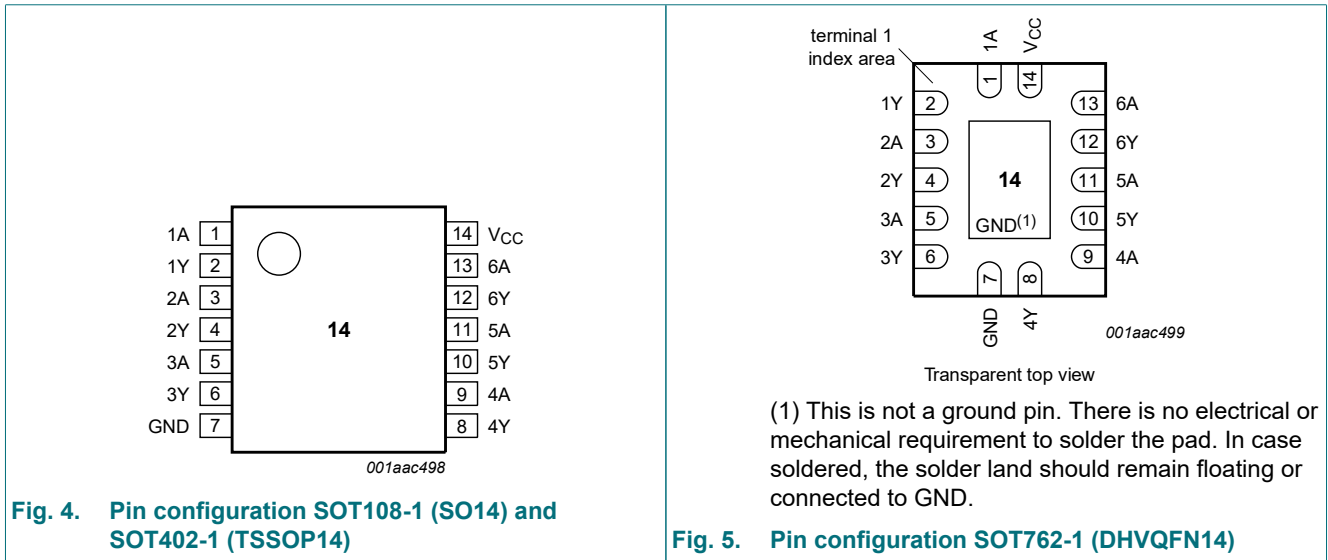 1A 1
1Y 2
2A 3
2Y 4
3A 5
3Y 6
GND 7
14
14 VCC
13 6A
12 6Y
11 5A
10 5Y
9 4A
8 4Y
001aac498
Fig. 4. Pin configuration SOT108-1 (SO14) and
SOT402-1 (TSSOP14)
terminal 1
index area
1A
VCC
1
14
1Y 2
2A 3
2Y 4
3A 5
3Y 6
14
GND(1)
13 6A
12 6Y
11 5A
10 5Y
9 4A
7
8
GND
4Y
001aac499
Transparent top view
(1) This is not a ground pin. There is no electrical or
mechanical requirement to solder the pad. In case
soldered, the solder land should remain floating or
connected to GND.
Fig. 5. Pin configuration SOT762-1 (DHVQFN14)